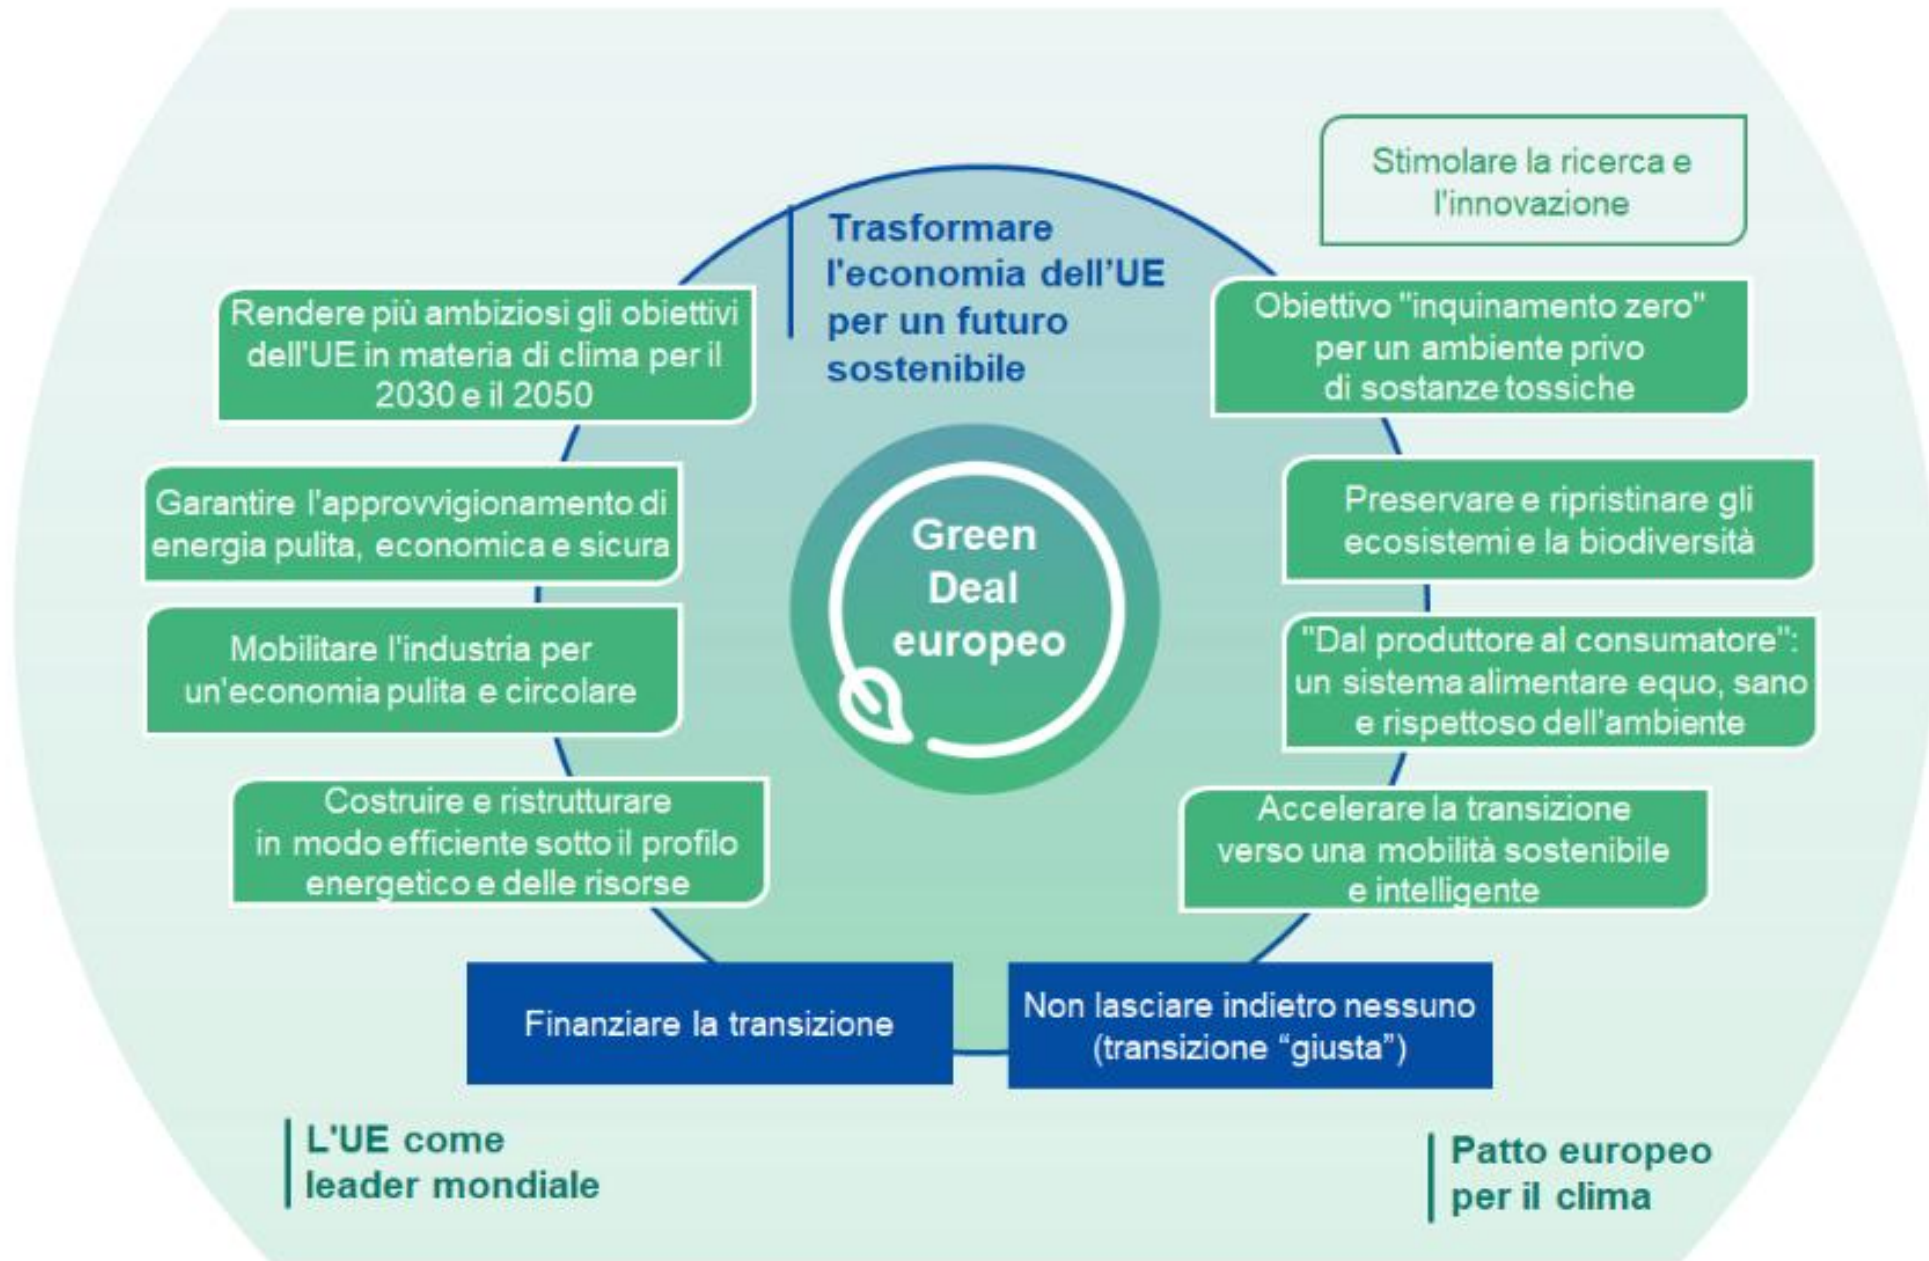 Stimolare la ricerca e
l'innovazione
Trasformare
l'economia dell’UE
per un futuro
sostenibile
Rendere più ambiziosi gli obiettivi
dell'UE in materia di clima per il
2030 e il 2050
Obiettivo "inquinamento zero"
per un ambiente privo
di sostanze tossiche
Garantire l'approvvigionamento di
energia pulita, economica e sicura
Preservare e ripristinare gli
ecosistemi e la biodiversità
Green
Deal
europeo
Mobilitare l'industria per
un'economia pulita e circolare
"Dal produttore al consumatore":
un sistema alimentare equo, sano
e rispettoso dell'ambiente
Costruire e ristrutturare
in modo efficiente sotto il profilo
energetico e delle risorse
Accelerare la transizione
verso una mobilità sostenibile
e intelligente
Finanziare la transizione
Non lasciare indietro nessuno
(transizione “giusta”)
L'UE come
leader mondiale
Patto europeo
per il clima